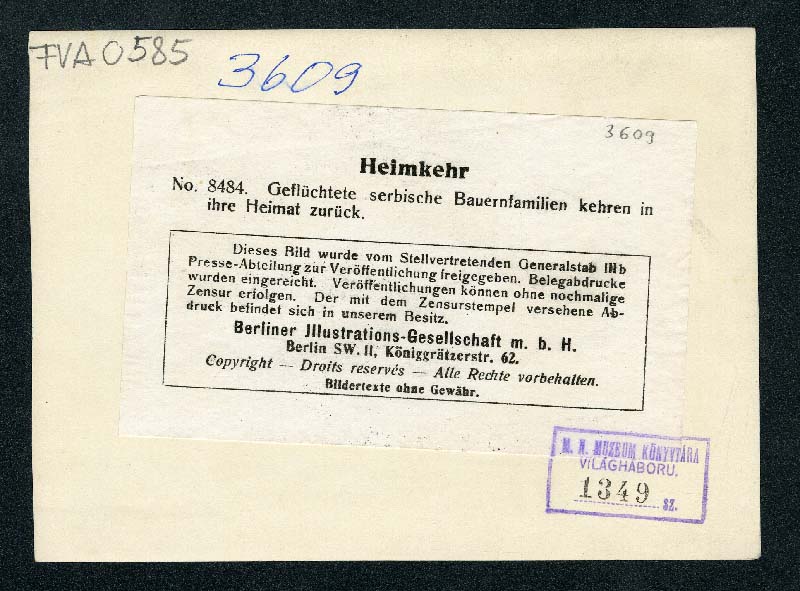 FVA 0585
3609
3609
Heimkehr
No. 8484. Geflüchtete serbische Bauernfamilien kehren in
ihre Heimat zurück.
Dieses Bild wurde vom Stellvertretenden Generalstab IIIb
Presse-Abteilung zur Veröffentlichung freigegeben. Belegabdrucke
wurden eingereicht. Veröffentlichungen können ohne nochmalige
Zensur erfolgen. Der mit dem Zensurstempel versehene Ab-
druck befindet sich in unserem Besitz.
Berliner Jllustrations-Gesellschaft m. b. H.
Berlin SW. 11, Königgrätzerstr. 62.
Copyright — Droits reservés — Alle Rechte vorbehalten.
Bildertexte ohne Gewähr.
M. N. MUZEUM KÖNYVTÁRA
VILÁGHÁBORU.
1349 SZ.